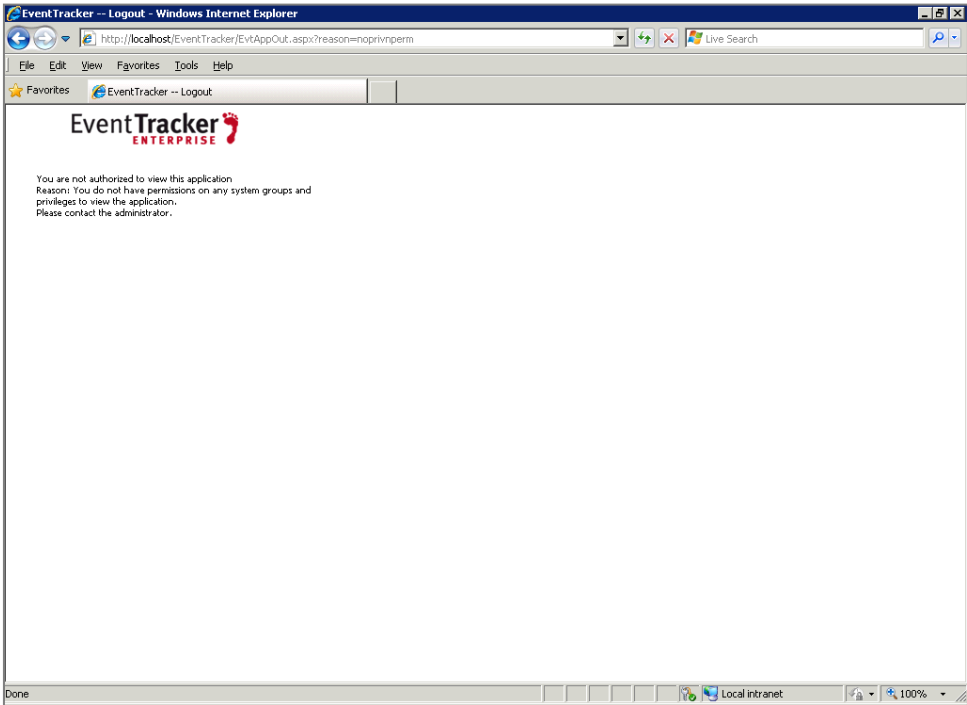 EventTracker -- Logout - Windows Internet Explorer
http://localhost/EventTracker/EvtAppOut.aspx?reason=noprivnperm
Live Search
File Edit View Favorites Tools Help
Favorites
EventTracker -- Logout
EventTracker
ENTERPRISE
You are not authorized to view this application
Reason: You do not have permissions on any system groups and
privileges to view the application.
Please contact the administrator.
Done
Local intranet
100%